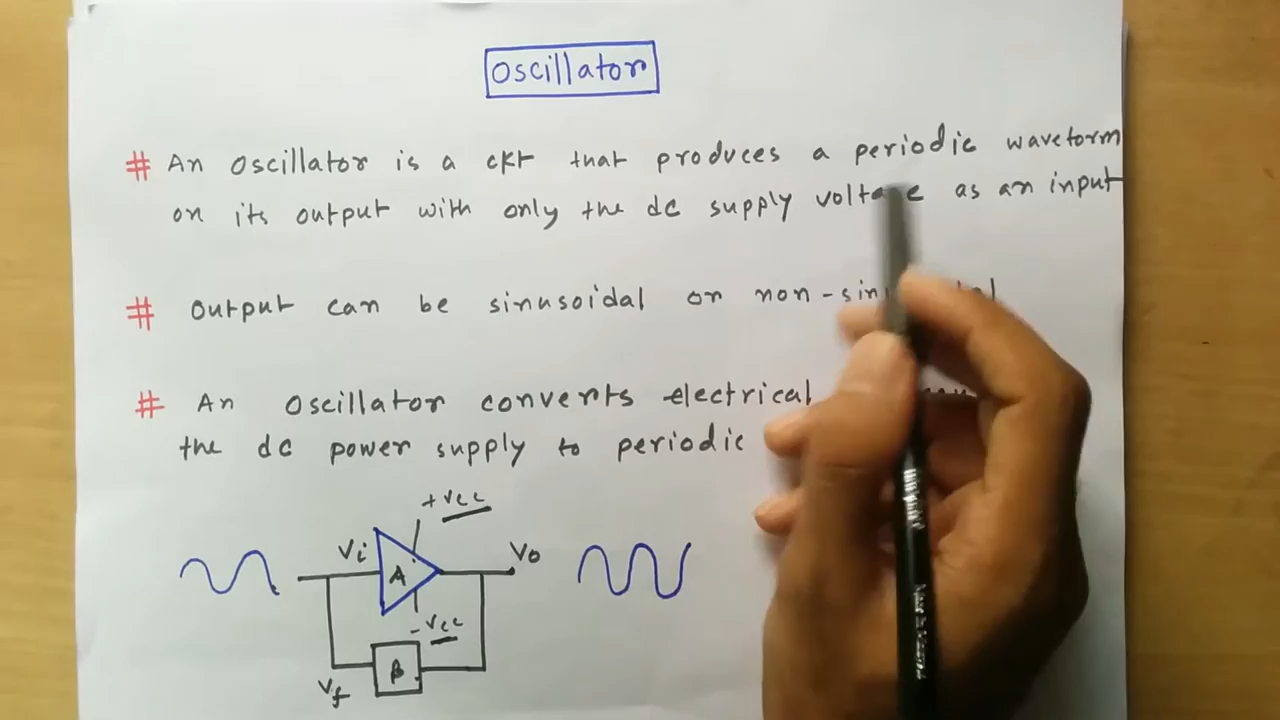 Oscillator
# An Oscillator is a ckt that produces a periodic waveform
on its output with only the dc supply voltage as an input
# Output can be sinusoidal or non-
# An Oscillator converts electrical
the dc power supply to periodic
+Vcc
Vi
A
Vo
-Vcc
β
Vf